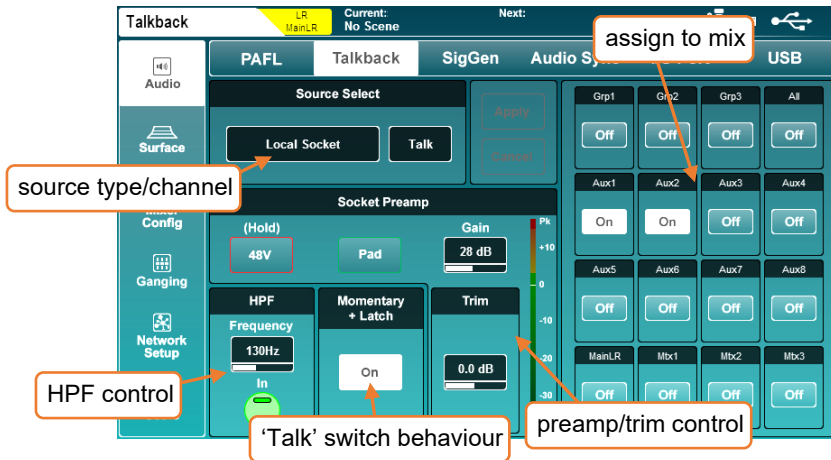 Talkback
LR
MainLR
Current:
No Scene
Next:
assign to mix
Audio
PAFL
Talkback
SigGen
USB
Source Select
Local Socket
Talk
Apply
Cancel
Surface
source type/channel
Config
Ganging
Network
Setup
Socket Preamp
(Hold)
48V
Pad
Gain
28 dB
Pk
+10
0
-10
-20
-30
HPF
Frequency
130Hz
In
Momentary
+ Latch
On
Trim
0.0 dB
Grp1
Grp2
Grp3
All
Off
Off
Off
Off
Aux1
Aux2
Aux3
Aux4
On
On
Off
Off
Aux5
Aux6
Aux7
Aux8
Off
Off
Off
Off
MainLR
Mtx1
Mtx2
Mtx3
Off
Off
Off
Off
HPF control
'Talk' switch behaviour
preamp/trim control